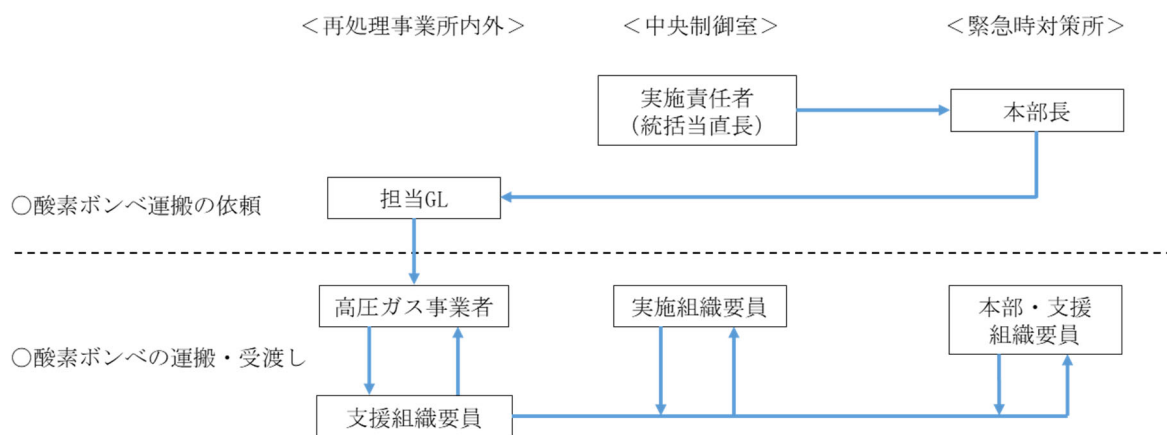 ＜再処理事業所内外＞
＜中央制御室＞
＜緊急時対策所＞
実施責任者
(統括当直長)
本部長
○酸素ボンベ運搬の依頼
担当GL
高圧ガス事業者
実施組織要員
本部・支援
組織要員
○酸素ボンベの運搬・受渡し
支援組織要員